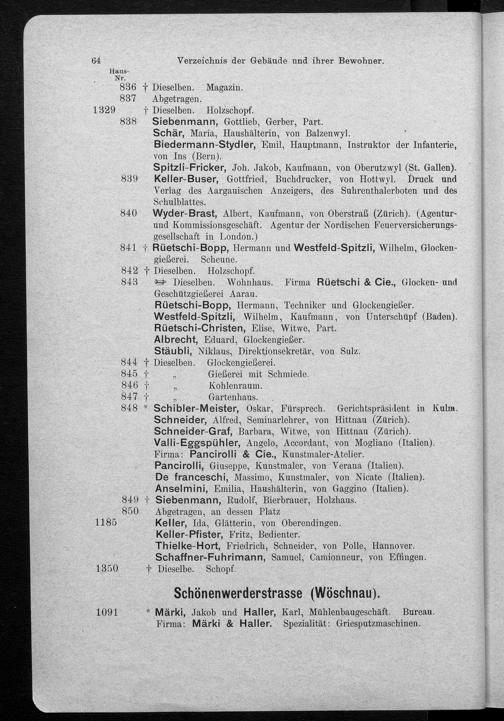 64 Verzeichnis der Gebäude und ihrer Bewohner.
Haus-
Nr.
836 † Dieselben. Magazin.
837 Abgetragen.
1329 † Dieselben. Holzschopf.
838 Siebenmann, Gottlieb, Gerber, Part.
Schär, Maria, Haushälterin, von Balzenwyl.
Biedermann-Stydler, Emil, Hauptmann, Instruktor der Infanterie,
von Ins (Bern).
Spitzli-Fricker, Joh. Jakob, Kaufmann, von Oberutzwyl (St. Gallen).
839 Keller-Buser, Gottfried, Buchdrucker, von Hottwyl. Druck und
Verlag des Aargauischen Anzeigers, des Suhrenthalerboten und des
Schulblattes.
840 Wyder-Brast, Albert, Kaufmann, von Oberstraß (Zürich). (Agentur-
und Kommissionsgeschäft. Agentur der Nordischen Feuerversicherungs-
gesellschaft in London.)
841 † Rüetschi-Bopp, Hermann und Westfeld-Spitzli, Wilhelm, Glocken-
gießerei. Scheune.
842 † Dieselben. Holzschopf.
843 Dieselben. Wohnhaus. Firma Rüetschi & Cie., Glocken- und
Geschützgießerei Aarau.
Rüetschi-Bopp, Hermann, Techniker und Glockengießer.
Westfeld-Spitzli, Wilhelm, Kaufmann, von Unterschüpf (Baden).
Rüetschi-Christen, Elise, Witwe, Part.
Albrecht, Eduard, Glockengießer.
Stäubli, Niklaus, Direktionsekretär, von Sulz.
844 † Dieselben. Glockengießerei.
845 † „ Gießerei mit Schmiede.
846 † „ Kohlenraum.
847 † „ Gartenhaus.
848 * Schibler-Meister, Oskar, Fürsprech. Gerichtspräsident in Kulm.
Schneider, Alfred, Seminarlehrer, von Hittnau (Zürich).
Schneider-Graf, Barbara, Witwe, von Hittnau (Zürich).
Valli-Eggspühler, Angelo, Accordant, von Mogliano (Italien).
Firma: Pancirolli & Cie., Kunstmaler-Atelier.
Pancirolli, Giuseppe, Kunstmaler, von Verana (Italien).
De franceschi, Massimo, Kunstmaler, von Nicate (Italien).
Anselmini, Emilia, Haushälterin, von Gaggino (Italien).
849 † Siebenmann, Rudolf, Bierbrauer, Holzhaus.
850 Abgetragen, an dessen Platz
1185 Keller, Ida, Glätterin, von Oberendingen.
Keller-Pfister, Fritz, Bedienter.
Thielke-Hort, Friedrich, Schneider, von Polle, Hannover.
Schaffner-Fuhrimann, Samuel, Camionneur, von Effingen.
1350 † Dieselbe. Schopf.
Schönenwerderstrasse (Wöschnau).
1091 * Märki, Jakob und Haller, Karl, Mühlenbaugeschäft. Bureau.
Firma: Märki & Haller. Spezialität: Griesputzmaschinen.